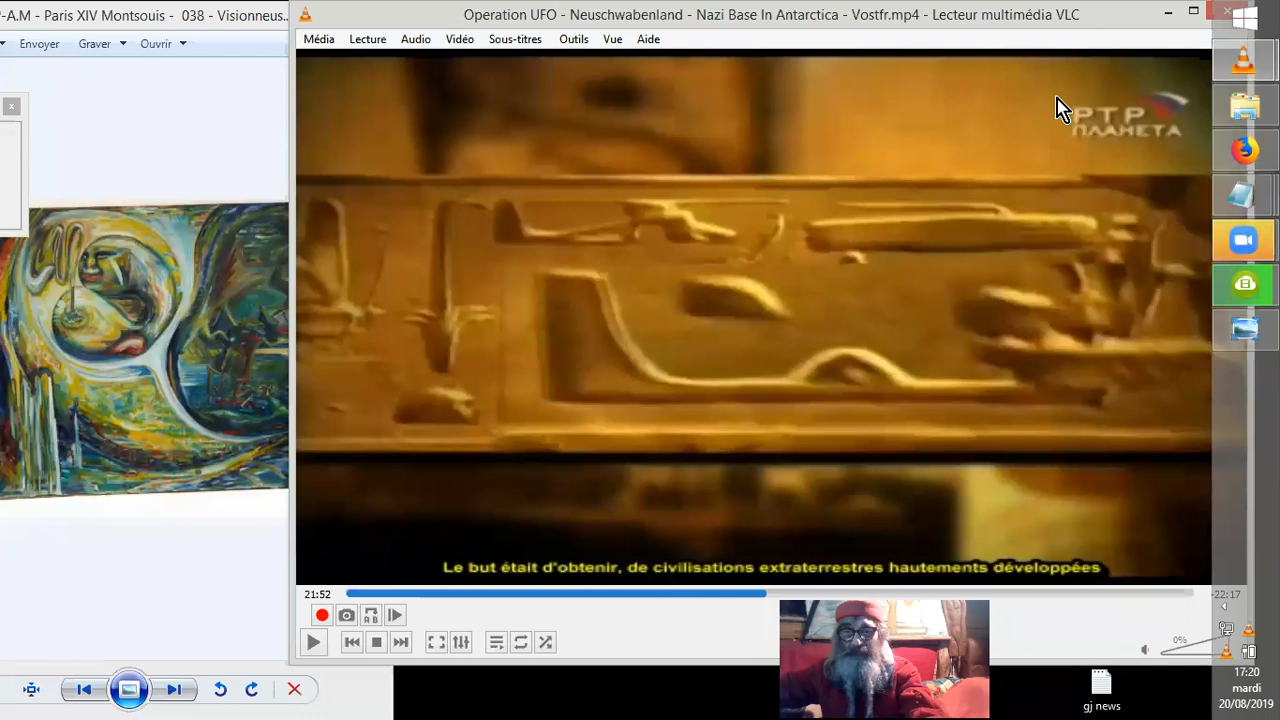 -A.M - Paris XIV Montsouis - 038 - Visionneus...
Operation UFO - Neuschwabenland - Nazi Base In Antarctica - Vostfr.mp4 - Lecteur multimédia VLC
Envoyer Graver Ouvrir
Média Lecture Audio Vidéo Sous-titres Outils Vue Aide
РТР
ПЛАНЕТА
Le but était d'obtenir, de civilisations extraterrestres hautements développées
21:52
-22:17
0%
17:20
mardi
20/08/2019
gj news